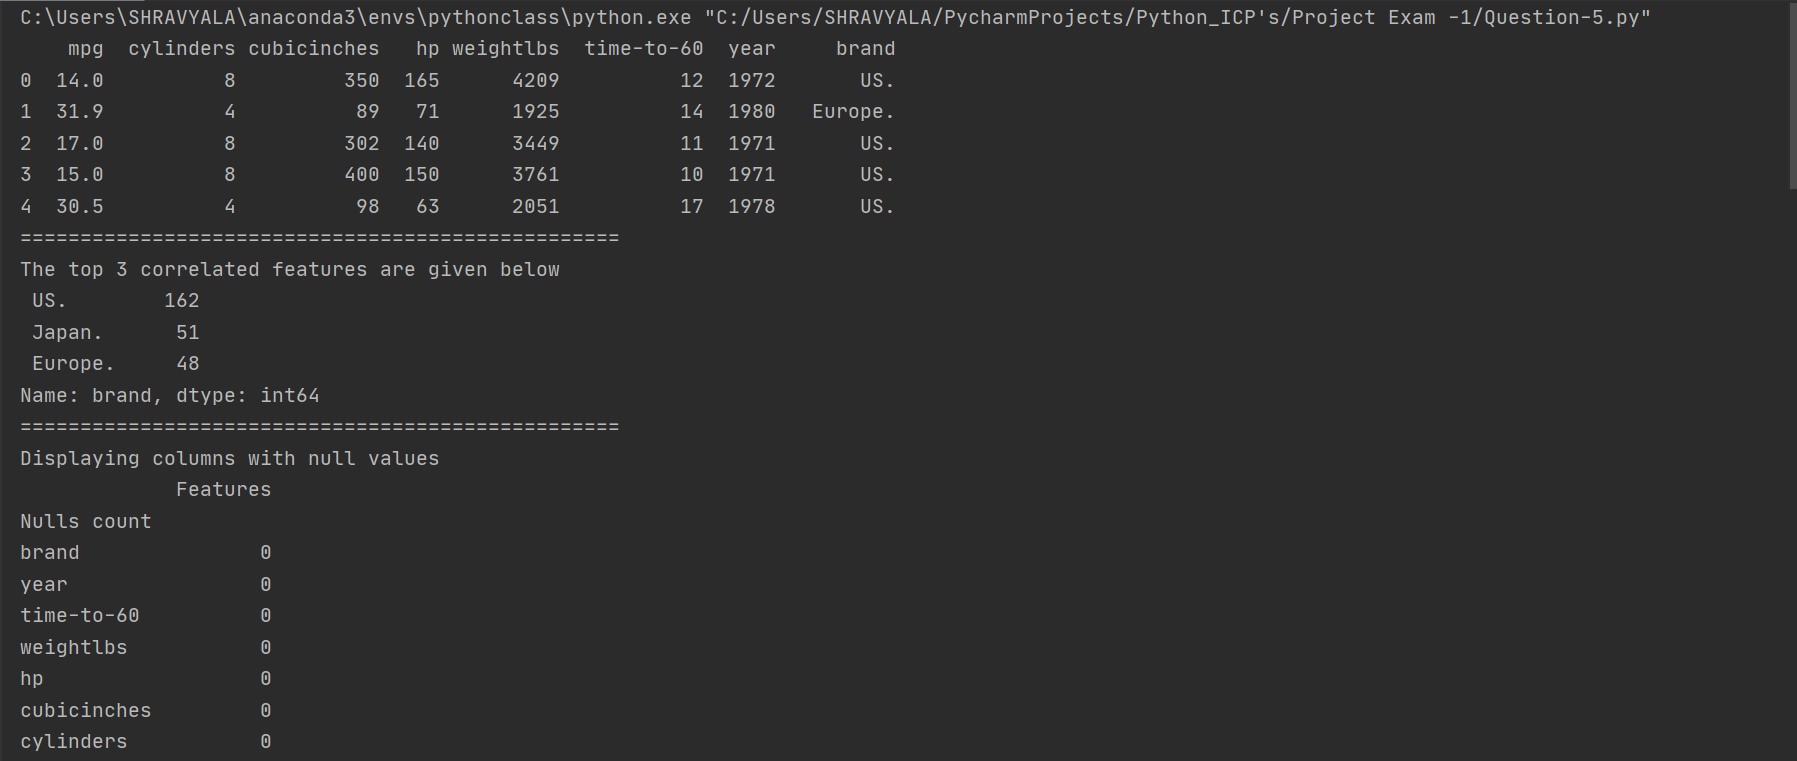 C:\Users\SHRAVYALA\anaconda3\envs\pythonclass\python.exe "C:/Users/SHRAVYALA/PycharmProjects/Python_ICP's/Project Exam -1/Question-5.py"
    mpg  cylinders cubicinches   hp weightlbs  time-to-60  year     brand
0  14.0          8         350  165      4209          12  1972       US.
1  31.9          4          89   71      1925          14  1980   Europe.
2  17.0          8         302  140      3449          11  1971       US.
3  15.0          8         400  150      3761          10  1971       US.
4  30.5          4          98   63      2051          17  1978       US.
==================================================
The top 3 correlated features are given below
 US.        162
 Japan.      51
 Europe.     48
Name: brand, dtype: int64
==================================================
Displaying columns with null values
             Features
Nulls count
brand               0
year                0
time-to-60          0
weightlbs           0
hp                  0
cubicinches         0
cylinders           0